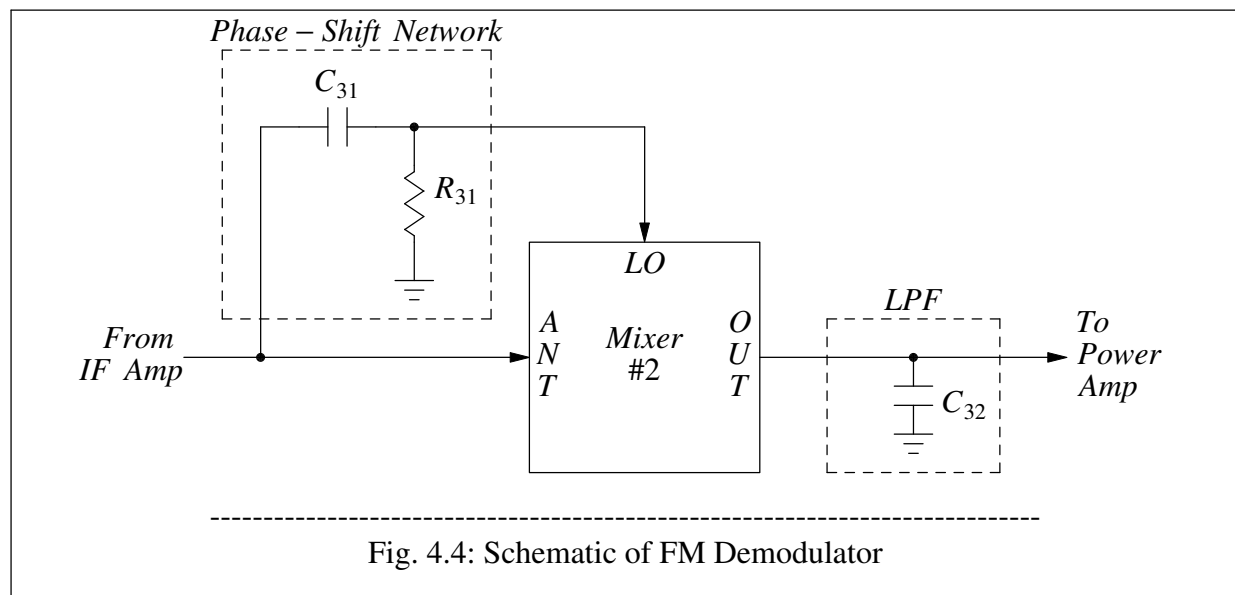 Phase – Shift Network
C31
R31
LO
From
IF Amp
A
N
T
Mixer
#2
O
U
T
LPF
C32
To
Power
Amp
Fig. 4.4: Schematic of FM Demodulator